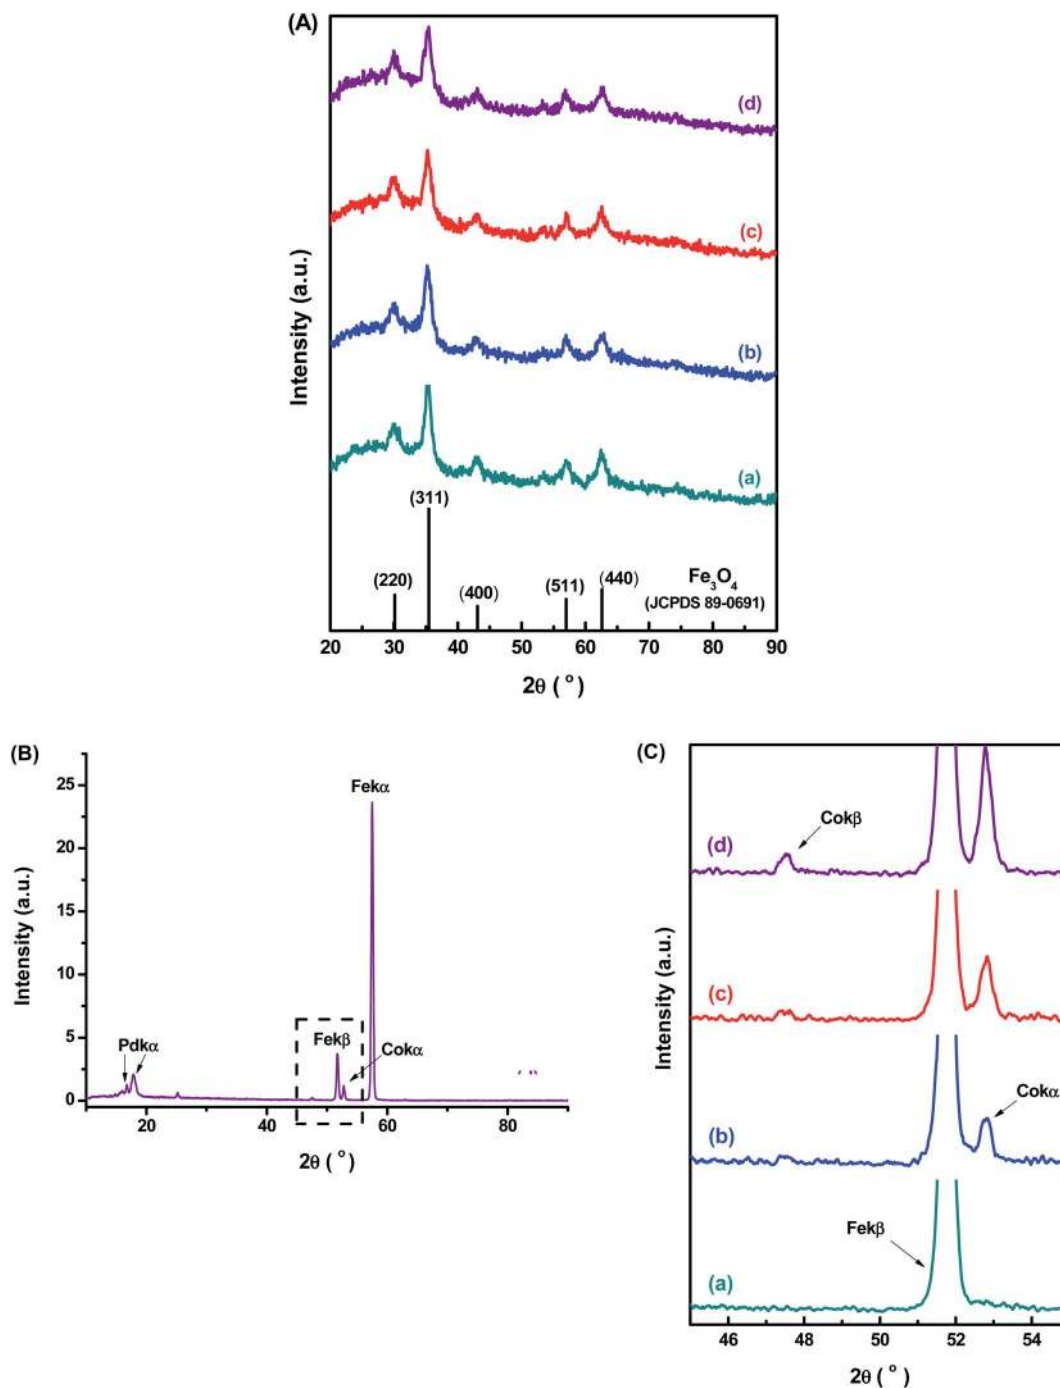 (A)
(d)
(c)
(b)
(a)
Intensity (a.u.)
(311)
(220)
(400)
(511)
(440)
Fe₃O₄
(JCPDS 89-0691)
20 30 40 50 60 70 80 90
2θ ( ° )
(B)
Intensity (a.u.)
25
20
15
10
5
0
Fekα
Fekβ
Cokα
Pdkα
20 40 60 80
2θ ( ° )
(C)
Intensity (a.u.)
Cokβ
(d)
(c)
(b)
Cokα
Fekβ
(a)
46 48 50 52 54
2θ ( ° )